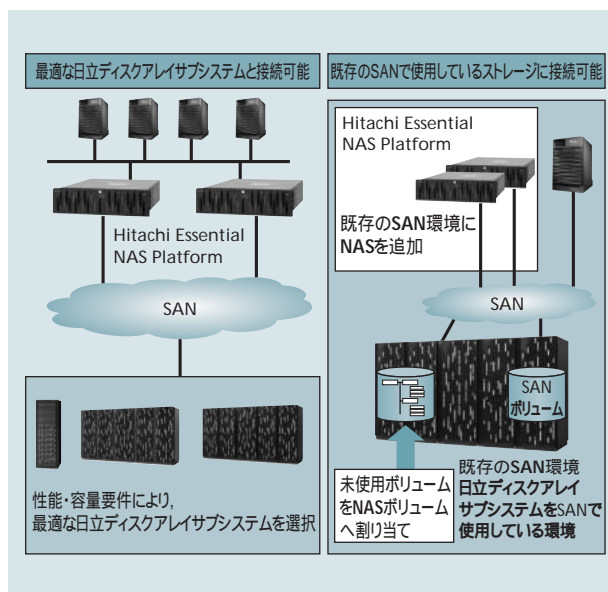 最適な日立ディスクアレイサブシステムと接続可能
Hitachi Essential
NAS Platform
SAN
性能・容量要件により,
最適な日立ディスクアレイサブシステムを選択
既存のSANで使用しているストレージに接続可能
Hitachi Essential
NAS Platform
既存のSAN環境に
NASを追加
SAN
SAN
ボリューム
未使用ボリューム
をNASボリューム
へ割り当て
既存のSAN環境
日立ディスクアレイ
サブシステムをSANで
使用している環境